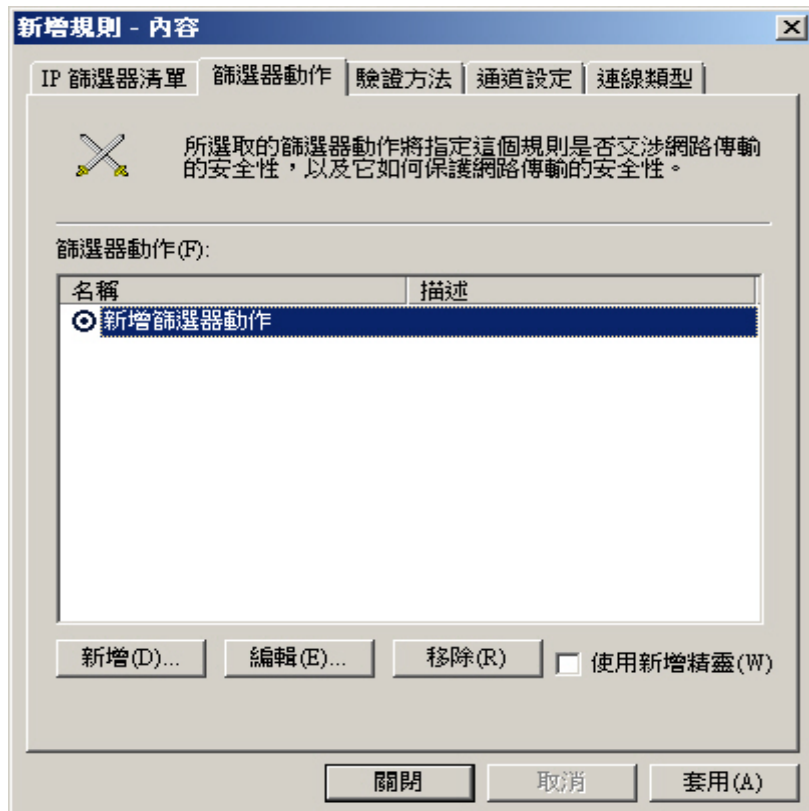 新增規則 - 內容
IP 篩選器清單 篩選器動作 驗證方法 通道設定 連線類型
所選取的篩選器動作將指定這個規則是否交涉網路傳輸
的安全性，以及它如何保護網路傳輸的安全性。
篩選器動作(F):
名稱 描述
新增篩選器動作
新增(D)... 編輯(E)... 移除(R) 使用新增精靈(W)
關閉 取消 套用(A)